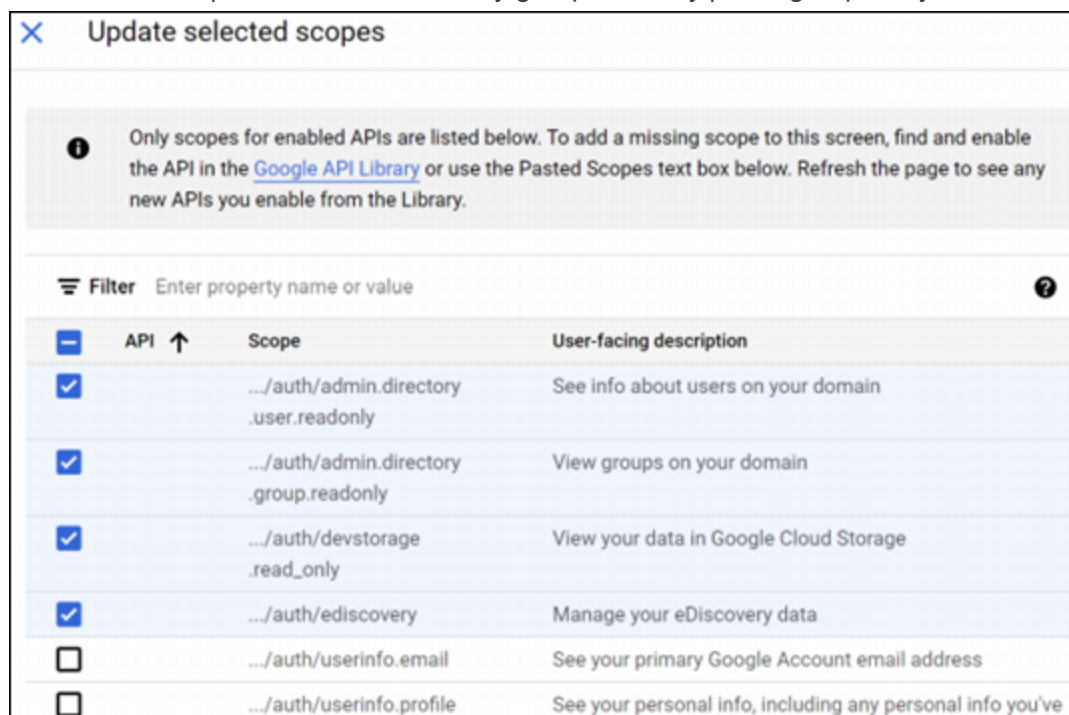 Update selected scopes
Only scopes for enabled APIs are listed below. To add a missing scope to this screen, find and enable
the API in the Google API Library or use the Pasted Scopes text box below. Refresh the page to see any
new APIs you enable from the Library.
Filter Enter property name or value
API Scope User-facing description
.../auth/admin.directory See info about users on your domain
.user.readonly
.../auth/admin.directory View groups on your domain
.group.readonly
.../auth/devstorage View your data in Google Cloud Storage
.read_only
.../auth/ediscovery Manage your eDiscovery data
.../auth/userinfo.email See your primary Google Account email address
.../auth/userinfo.profile See your personal info, including any personal info you've